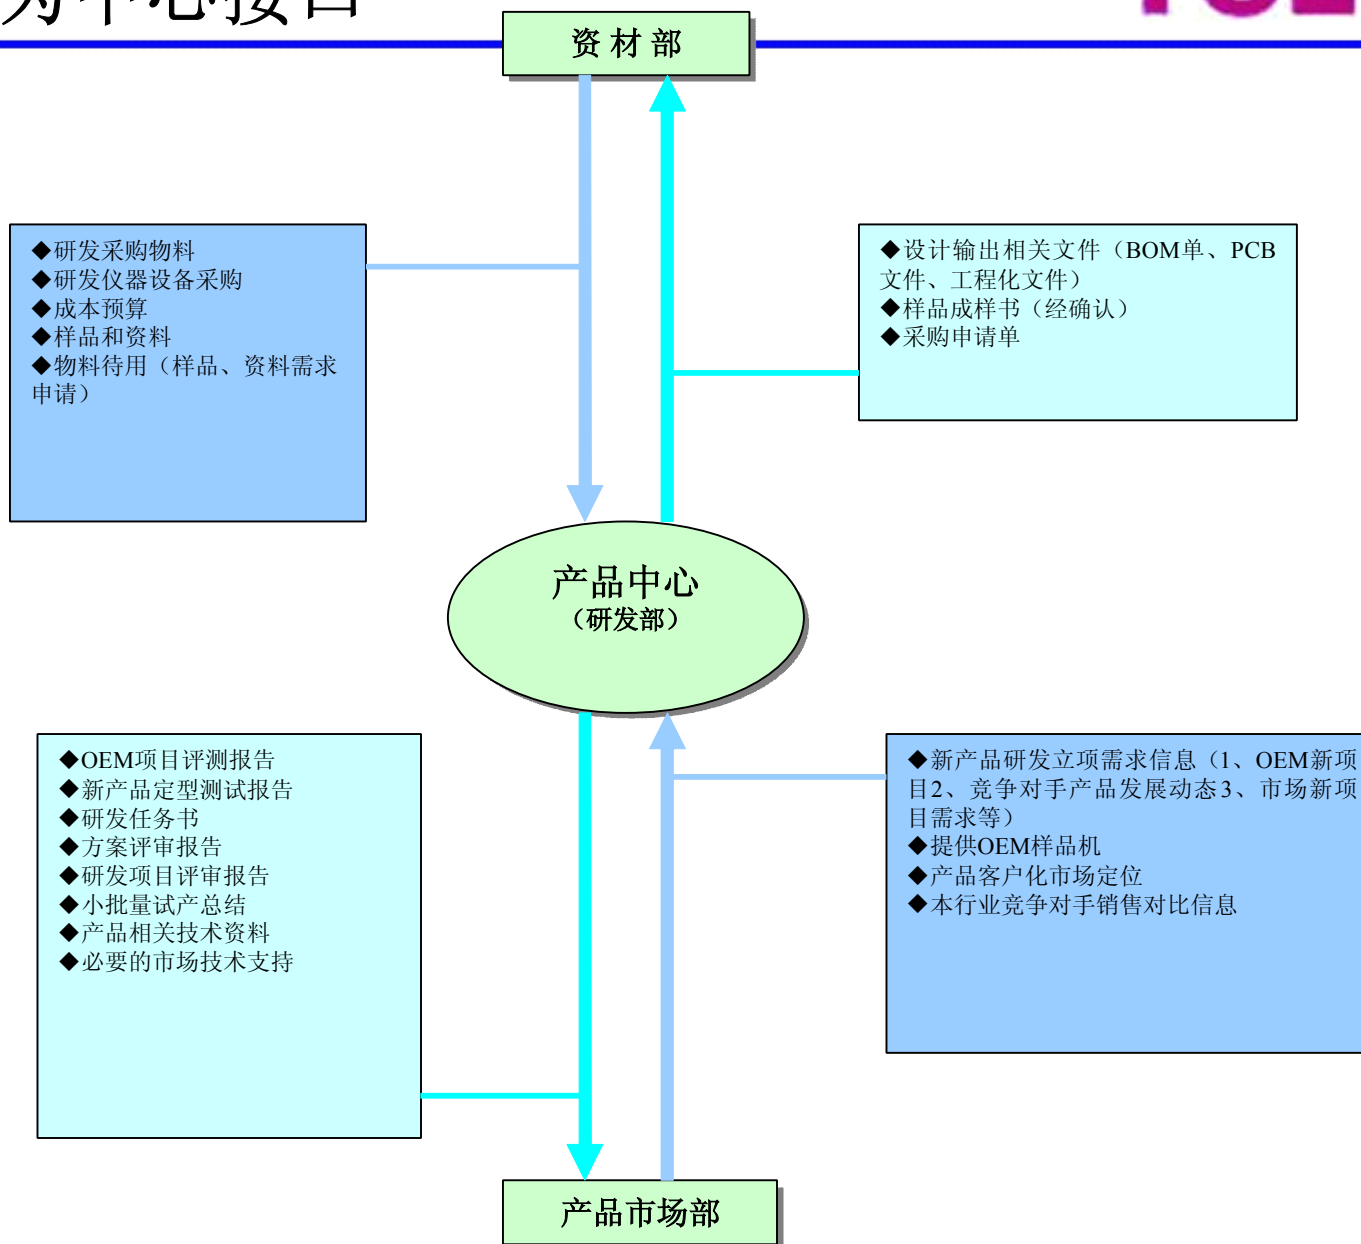 为中心接口
资材部
◆研发采购物料
◆研发仪器设备采购
◆成本预算
◆样品和资料
◆物料待用（样品、资料需求
申请）
◆设计输出相关文件（BOM单、PCB
文件、工程化文件）
◆样品成样书（经确认）
◆采购申请单
产品中心
（研发部）
◆OEM项目评测报告
◆新产品定型测试报告
◆研发任务书
◆方案评审报告
◆研发项目评审报告
◆小批量试产总结
◆产品相关技术资料
◆必要的市场技术支持
◆新产品研发立项需求信息（1、OEM新项
目2、竞争对手产品发展动态3、市场新项
目需求等）
◆提供OEM样品机
◆产品客户化市场定位
◆本行业竞争对手销售对比信息
产品市场部